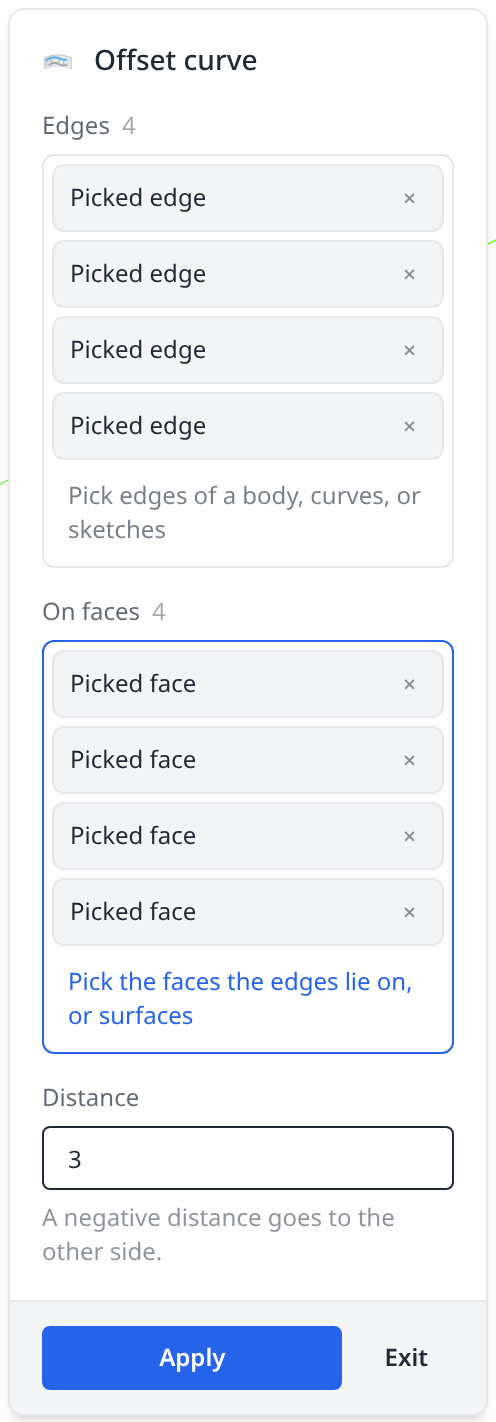 Offset curve
Edges 4
Picked edge ×
Picked edge ×
Picked edge ×
Picked edge ×
Pick edges of a body, curves, or
sketches
On faces 4
Picked face ×
Picked face ×
Picked face ×
Picked face ×
Pick the faces the edges lie on,
or surfaces
Distance
3
A negative distance goes to the
other side.
Apply Exit